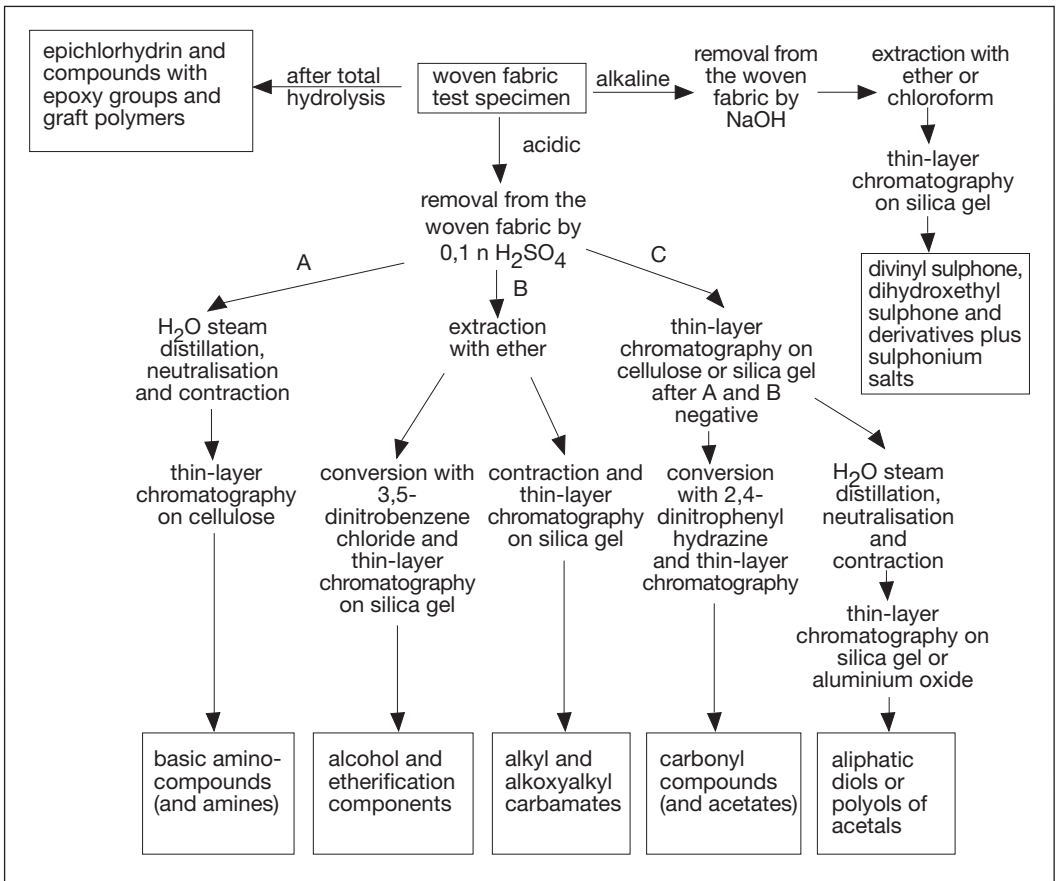 epichlorhydrin and
compounds with
epoxy groups and
graft polymers
after total
hydrolysis
woven fabric
test specimen
alkaline
removal from
the woven
fabric by
NaOH
extraction with
ether or
chloroform
thin-layer
chromatography
on silica gel
divinyl sulphone,
dihydroxethyl
sulphone and
derivatives plus
sulphonium
salts
acidic
removal from the
woven fabric by
0,1 n H₂SO₄
A
B
C
H₂O steam
distillation,
neutralisation
and contraction
thin-layer
chromatography
on cellulose
basic amino-
compounds
(and amines)
extraction
with ether
conversion with
3,5-
dinitrobenzene
chloride and
thin-layer
chromatography
on silica gel
alcohol and
etherification
components
contraction and
thin-layer
chromatography
on silica gel
alkyl and
alkoxyalkyl
carbamates
thin-layer
chromatography on
cellulose or silica gel
after A and B
negative
conversion
with 2,4-
dinitrophenyl
hydrazine
and thin-layer
chromatography
carbonyl
compounds
(and acetates)
H₂O steam
distillation,
neutralisation
and
contraction
thin-layer
chromatography on
silica gel or
aluminium oxide
aliphatic
diols or
polyols of
acetals